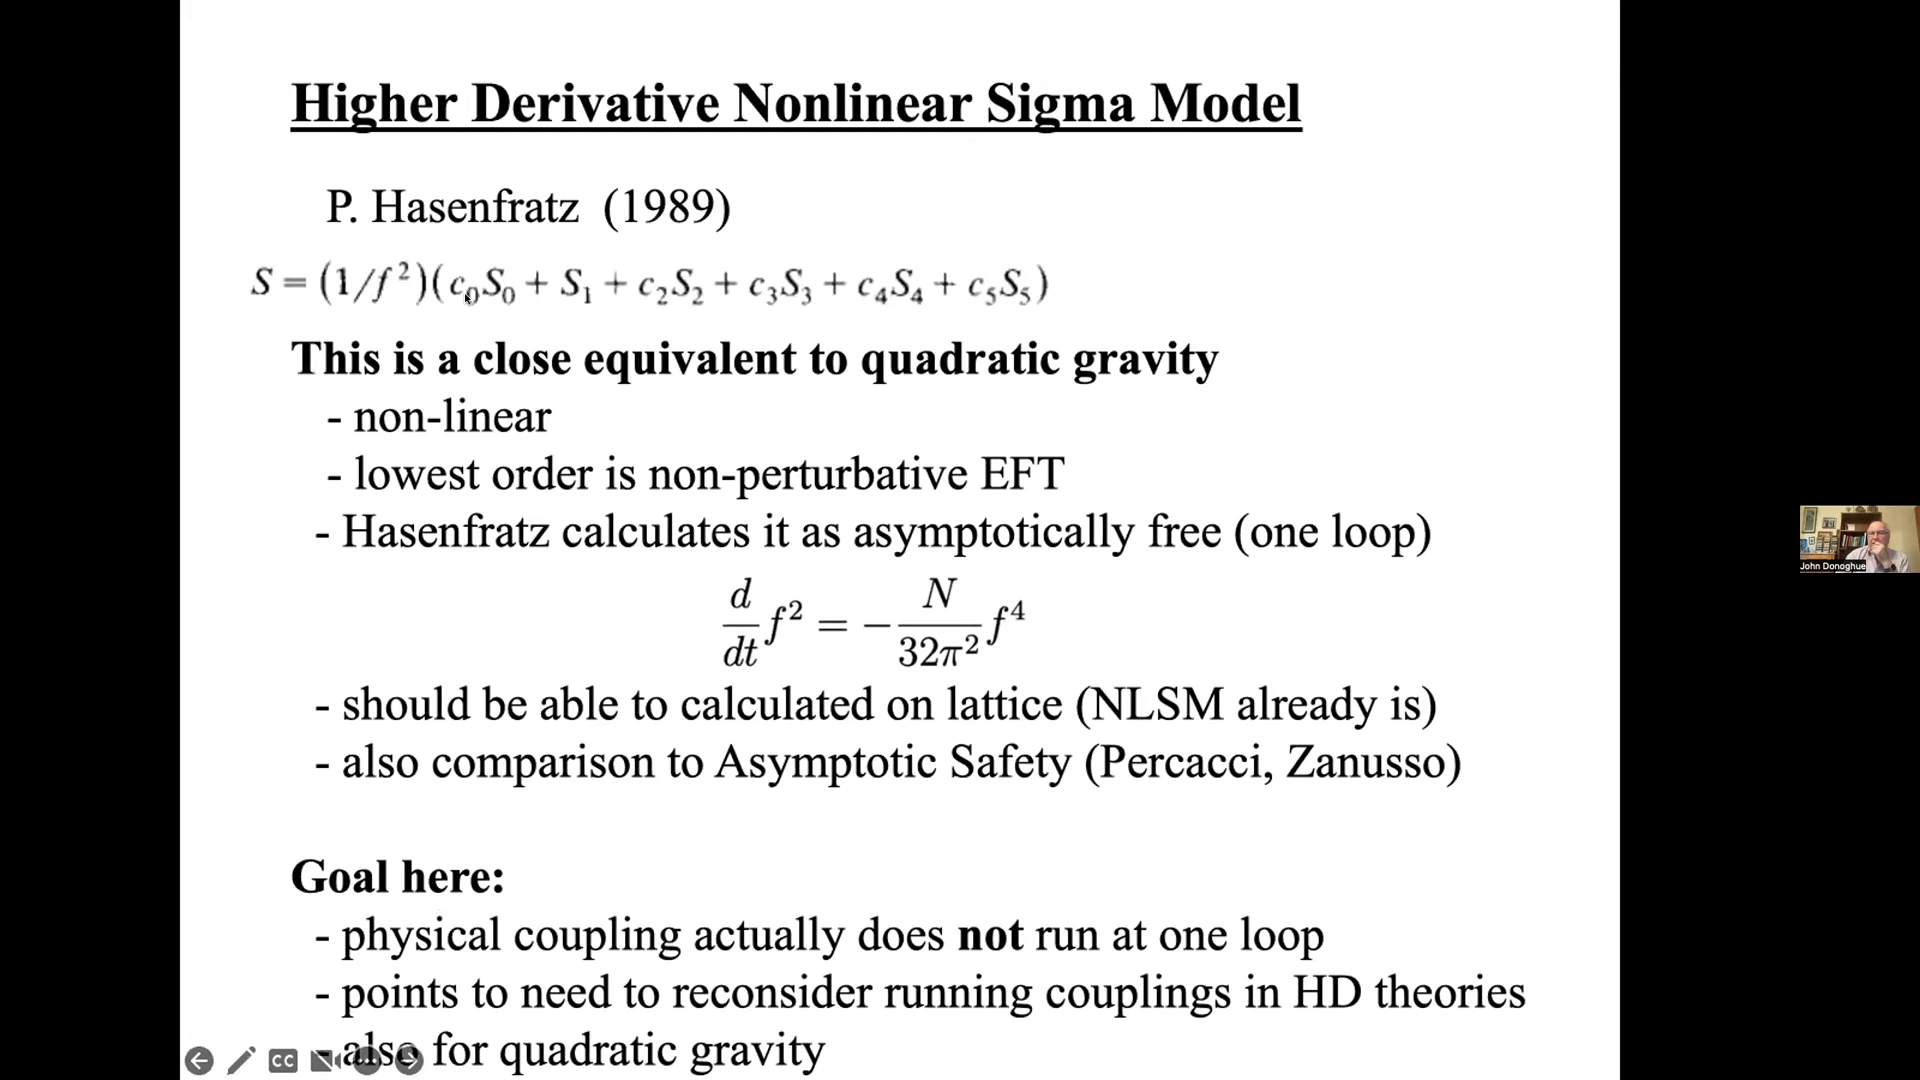 Higher Derivative Nonlinear Sigma Model
P. Hasenfratz (1989)
S = (1/f²)(c₀S₀ + S₁ + c₂S₂ + c₃S₃ + c₄S₄ + c₅S₅)
This is a close equivalent to quadratic gravity
- non-linear
- lowest order is non-perturbative EFT
- Hasenfratz calculates it as asymptotically free (one loop)
d/dt f² = − N/32π² f⁴
- should be able to calculated on lattice (NLSM already is)
- also comparison to Asymptotic Safety (Percacci, Zanusso)
Goal here:
- physical coupling actually does not run at one loop
- points to need to reconsider running couplings in HD theories
- also for quadratic gravity
CC
John Donoghue